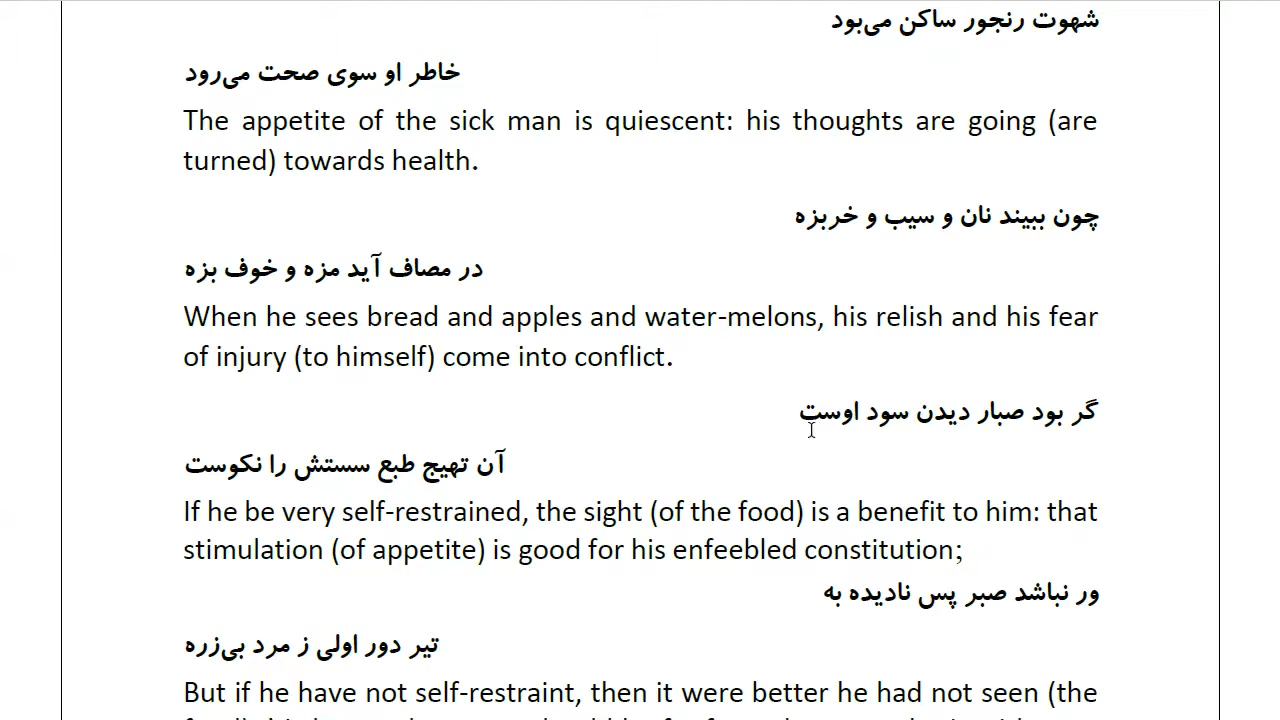 شهوت رنجور ساکن می‌بود
خاطر او سوی صحت می‌رود
The appetite of the sick man is quiescent: his thoughts are going (are
turned) towards health.
چون ببیند نان و سیب و خربزه
در مصاف آید مزه و خوف بزه
When he sees bread and apples and water-melons, his relish and his fear
of injury (to himself) come into conflict.
گر بود صبار دیدن سود اوست
آن تهیج طبع سستش را نکوست
If he be very self-restrained, the sight (of the food) is a benefit to him: that
stimulation (of appetite) is good for his enfeebled constitution;
ور نباشد صبر پس نادیده به
تیر دور اولی ز مرد بی‌زره
But if he have not self-restraint, then it were better he had not seen (the